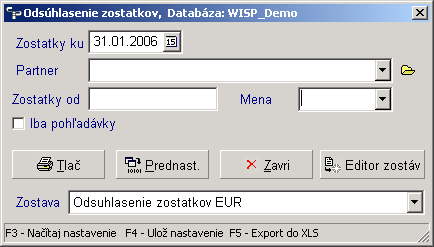 Odsúhlasenie zostatkov, Databáza: WISP_Demo
Zostatky ku 31.01.2006 15
Partner
Zostatky od Mena
Iba pohľadávky
Tlač Prednast. Zavri Editor zostáv
Zostava Odsuhlasenie zostatkov EUR
F3 - Načítaj nastavenie F4 - Ulož nastavenie F5 - Export do XLS